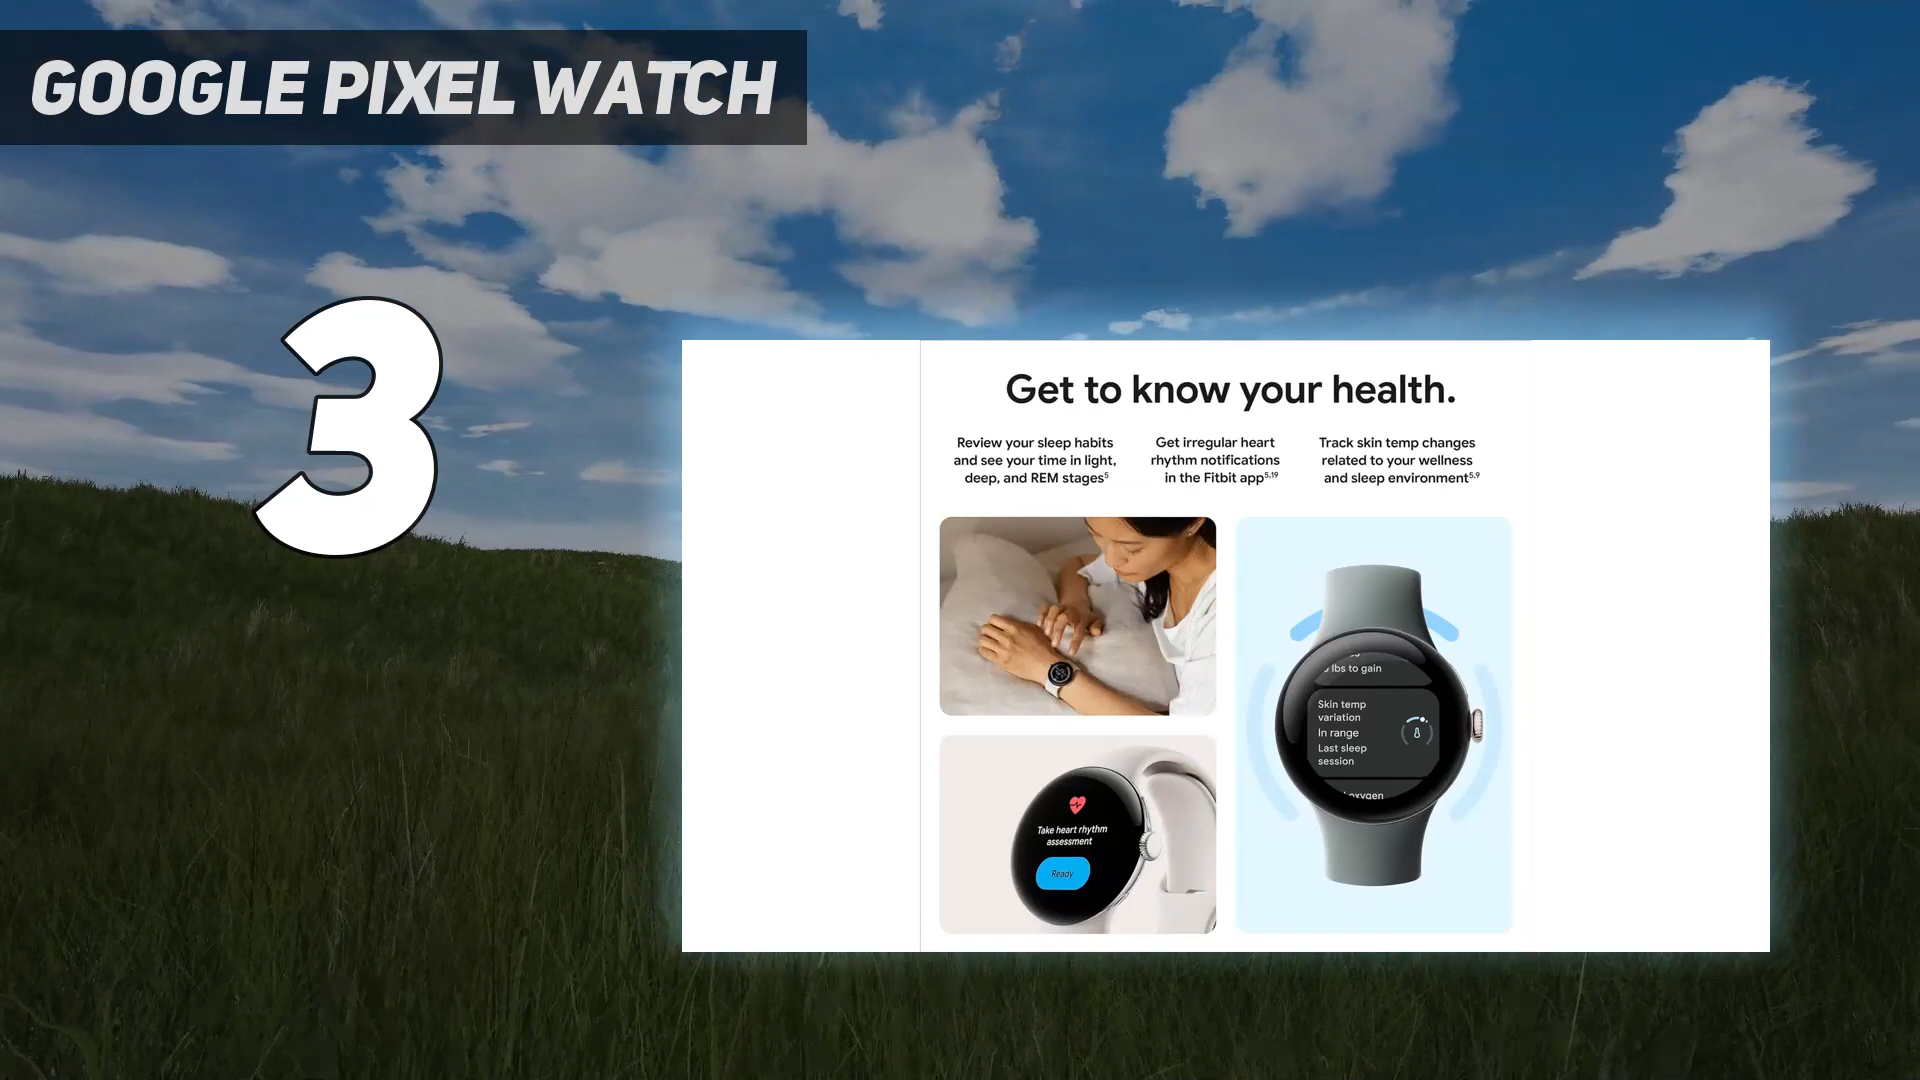 GOOGLE PIXEL WATCH
3
Get to know your health.
Review your sleep habits
and see your time in light,
deep, and REM stages⁵
Get irregular heart
rhythm notifications
in the Fitbit app⁵,¹⁹
Track skin temp changes
related to your wellness
and sleep environment⁵,⁹
lbs to gain
Skin temp
variation
In range
Last sleep
session
oxygen
Take heart rhythm
assessment
Ready